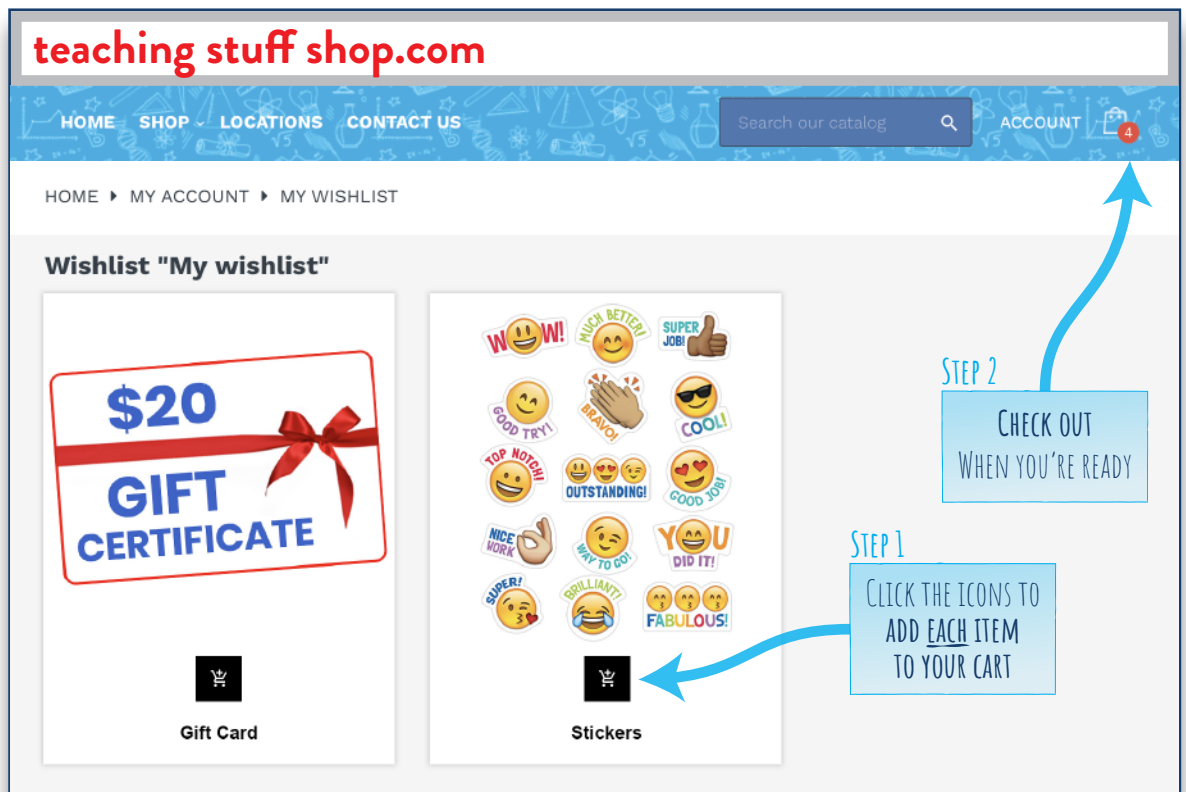 teaching stuff shop.com
HOME SHOP LOCATIONS CONTACT US Search our catalog ACCOUNT 4
HOME MY ACCOUNT MY WISHLIST
Wishlist "My wishlist"
$20
GIFT
CERTIFICATE
Gift Card
WOW!
MUCH BETTER!
SUPER
JOB!
GOOD TRY!
BRAVO!
COOL!
TOP NOTCH!
OUTSTANDING!
GOOD JOB!
NICE
WORK
WAY TO GO!
YOU
DID IT!
SUPER!
BRILLIANT!
FABULOUS!
Stickers
STEP 2
CHECK OUT
WHEN YOU'RE READY
STEP 1
CLICK THE ICONS TO
ADD EACH ITEM
TO YOUR CART